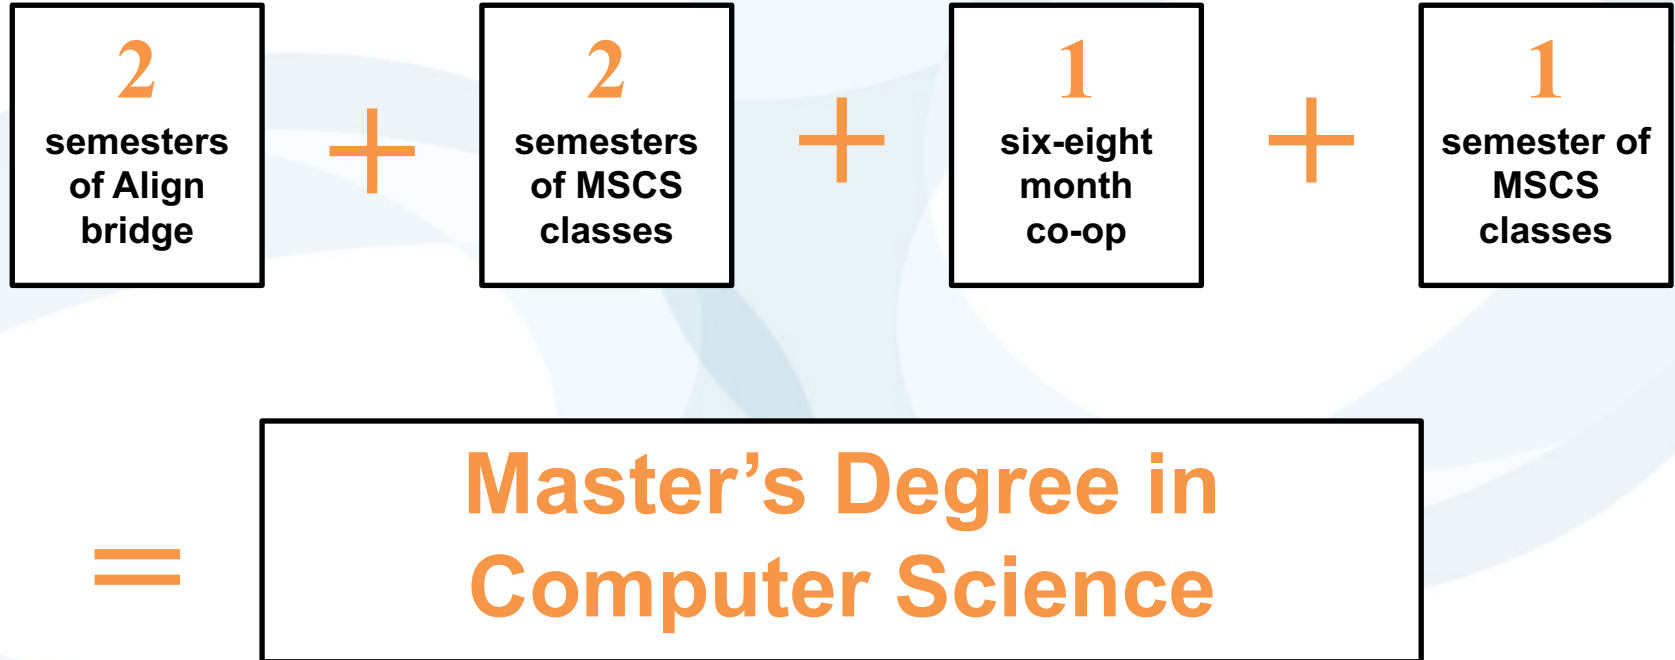 2
semesters
of Align
bridge
+
2
semesters
of MSCS
classes
+
1
six-eight
month
co-op
+
1
semester of
MSCS
classes
=
Master’s Degree in
Computer Science